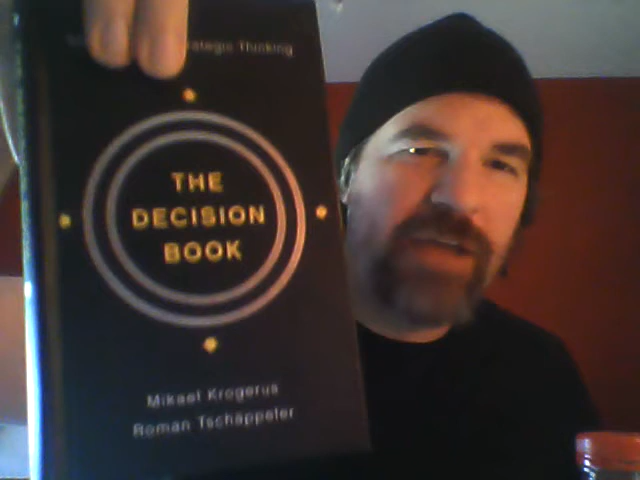 Strategic Thinking
THE
DECISION
BOOK
Mikael Krogerus
Roman Tschäppeler